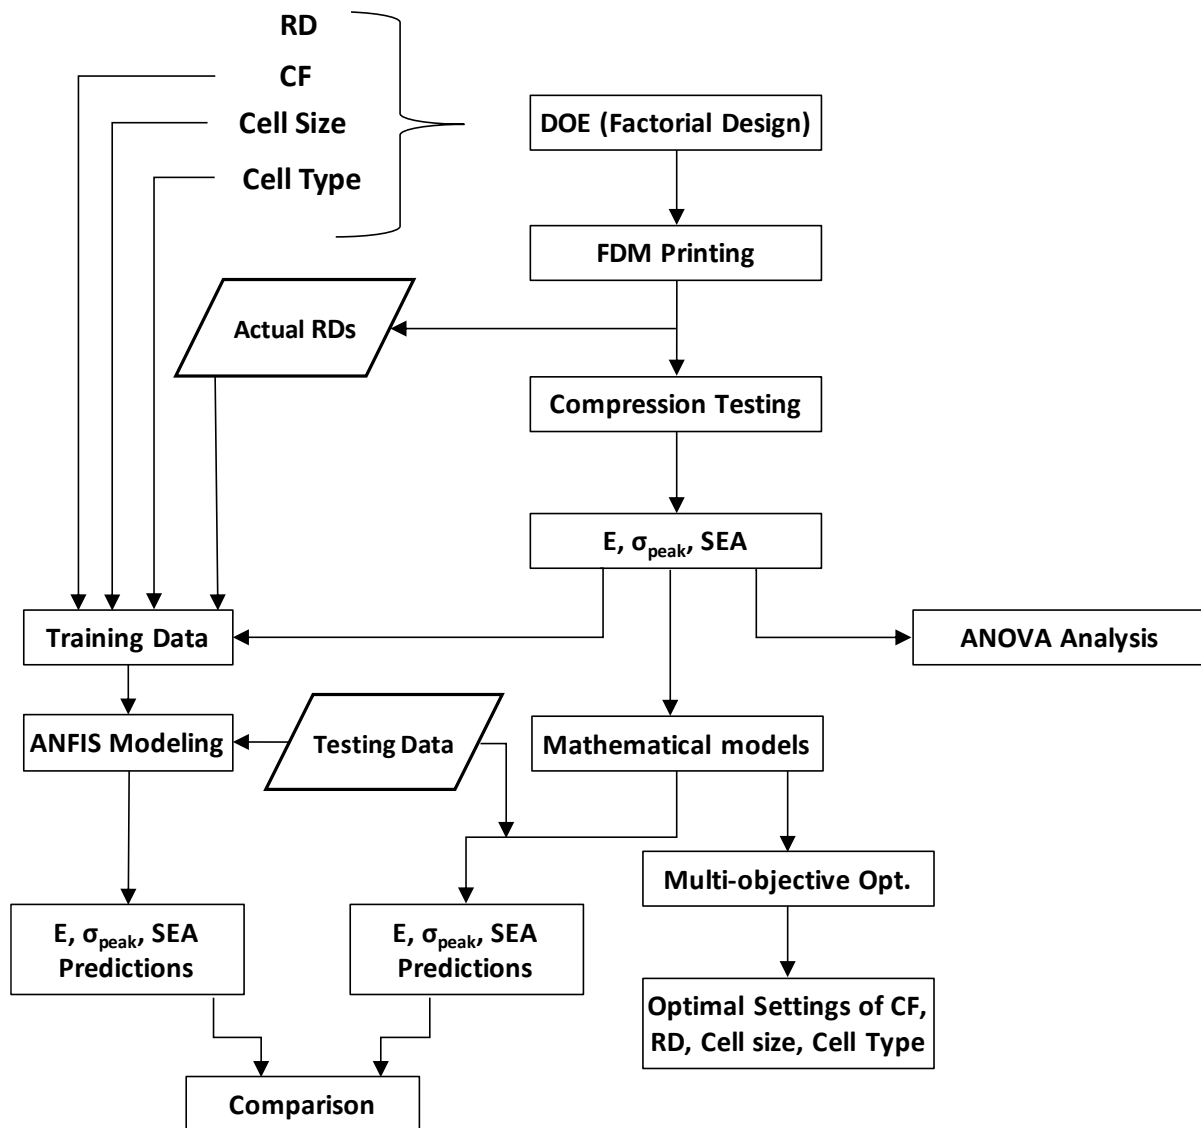 RD
CF
Cell Size
Cell Type
DOE (Factorial Design)
FDM Printing
Actual RDs
Compression Testing
E, σpeak, SEA
Training Data
ANOVA Analysis
ANFIS Modeling
Testing Data
Mathematical models
Multi-objective Opt.
E, σpeak, SEA
Predictions
E, σpeak, SEA
Predictions
Optimal Settings of CF,
RD, Cell size, Cell Type
Comparison